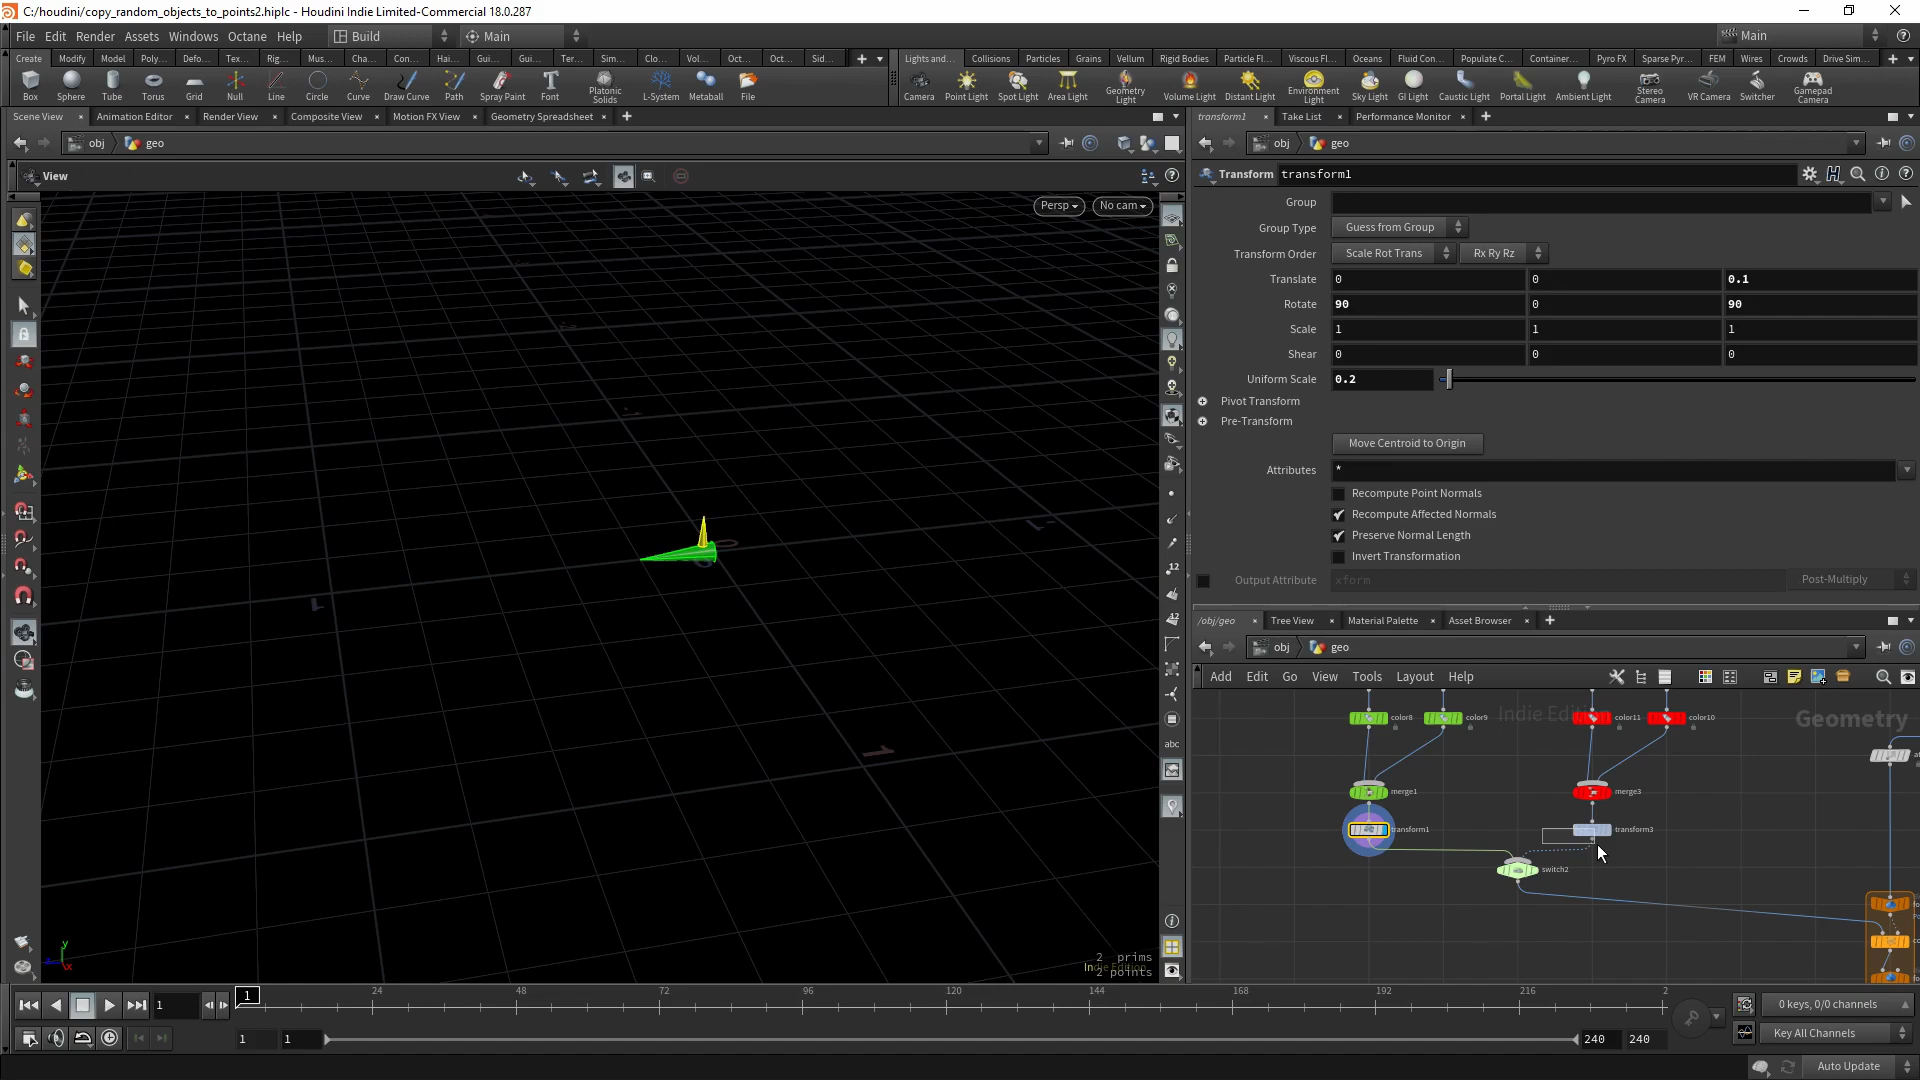 C:/houdini/copy_random_objects_to_points2.hiplc - Houdini Indie Limited-Commercial 18.0.287
File Edit Render Assets Windows Octane Help Build Main Main
Create Modify Model Poly... Defo... Tex... Rig... Mus... Cha... Con... Hai... Gui... Gui... Ter... Sim... Clo... Vol... Oct... Oct... Sid...
Lights and... Collisions Particles Grains Vellum Rigid Bodies Particle Fl... Viscous Fl... Oceans Fluid Con... Populate C... Container... Pyro FX Sparse Pyr... FEM Wires Crowds Drive Sim...
Box Sphere Tube Torus Grid Null Line Circle Curve Draw Curve Path Spray Paint Font Platonic Solids L-System Metaball File
Camera Point Light Spot Light Area Light Geometry Light Volume Light Distant Light Environment Light Sky Light GI Light Caustic Light Portal Light Ambient Light Stereo Camera VR Camera Switcher Gamepad Camera
Scene View Animation Editor Render View Composite View Motion FX View Geometry Spreadsheet
transform1 Take List Performance Monitor
obj geo
obj geo
View
Persp No cam
Transform transform1
Group
Group Type Guess from Group
Transform Order Scale Rot Trans Rx Ry Rz
Translate 0 0 0.1
Rotate 90 0 90
Scale 1 1 1
Shear 0 0 0
Uniform Scale 0.2
Pivot Transform
Pre-Transform
Move Centroid to Origin
Attributes *
Recompute Point Normals
Recompute Affected Normals
Preserve Normal Length
Invert Transformation
Output Attribute xform Post-Multiply
/obj/geo Tree View Material Palette Asset Browser
obj geo
Add Edit Go View Tools Layout Help
Indie Edition
Geometry
color8 color9 color11 color10
merge1 merge3
transform1 transform3
switch2
abc
12
12
y
x
2 prims
2 points
1 24 48 72 96 120 144 168 192 216 2
1
0 keys, 0/0 channels
1 1 240 240
Key All Channels
Auto Update